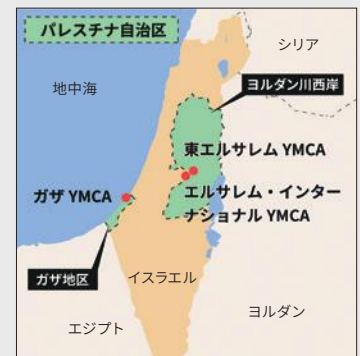 パレスチナ自治区
シリア
地中海
ヨルダン川西岸
東エルサレム YMCA
ガザ YMCA
エルサレム・インター
ナショナル YMCA
ガザ地区
イスラエル
エジプト
ヨルダン